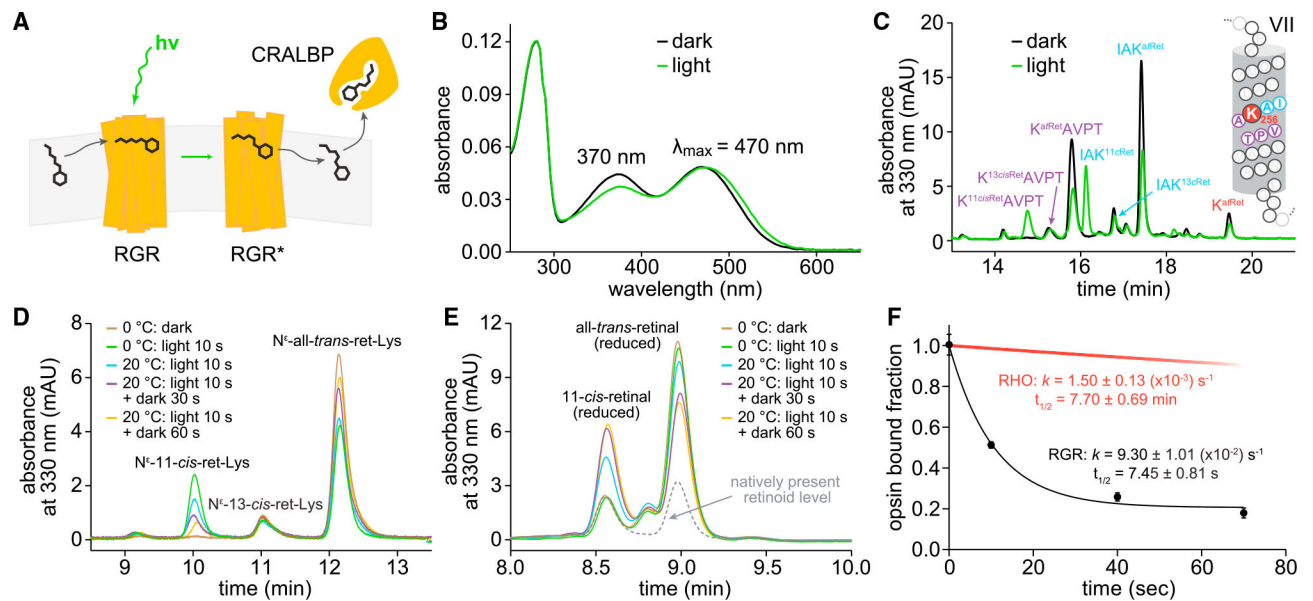 A
hν
CRALBP
RGR
RGR*
B
dark
light
370 nm
λmax = 470 nm
absorbance
0.12
0.08
0.04
0.00
300
400
500
600
wavelength (nm)
C
dark
light
VII
IAKatRet
KatRetAVPT
IAK11cRet
K13cisRetAVPT
K11cisRetAVPT
IAK13cRet
KatRet
A
K
256
A
I
T
P
V
absorbance
at 330 nm (mAU)
20
15
10
5
0
14
16
18
20
time (min)
D
0 °C: dark
0 °C: light 10 s
20 °C: light 10 s
20 °C: light 10 s
+ dark 30 s
20 °C: light 10 s
+ dark 60 s
Nε-all-trans-ret-Lys
Nε-11-cis-ret-Lys
Nε-13-cis-ret-Lys
absorbance
at 330 nm (mAU)
8
6
4
2
0
9
10
11
12
13
time (min)
E
all-trans-retinal
(reduced)
11-cis-retinal
(reduced)
0 °C: dark
0 °C: light 10 s
20 °C: light 10 s
20 °C: light 10 s
+ dark 30 s
20 °C: light 10 s
+ dark 60 s
natively present
retinoid level
absorbance
at 330 nm (mAU)
12
9
6
3
0
8.0
8.5
9.0
9.5
10.0
time (min)
F
RHO: k = 1.50 ± 0.13 (x10-3) s-1
t1/2 = 7.70 ± 0.69 min
RGR: k = 9.30 ± 1.01 (x10-2) s-1
t1/2 = 7.45 ± 0.81 s
opsin bound fraction
1.0
0.8
0.6
0.4
0.2
0.0
0
20
40
60
80
time (sec)